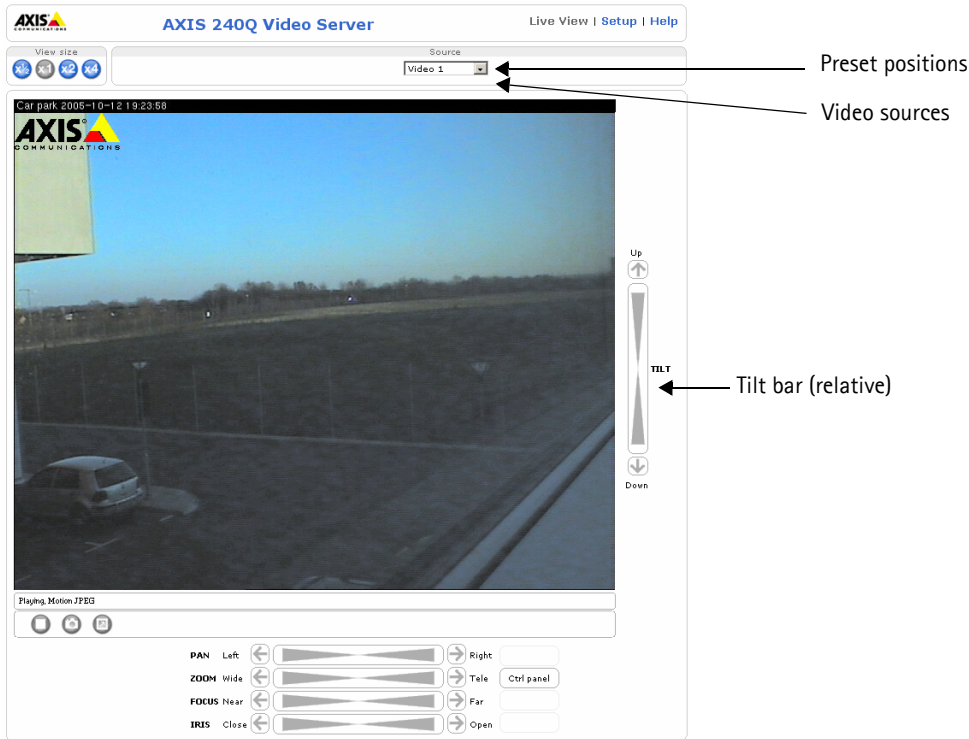 AXIS
COMMUNICATIONS
AXIS 240Q Video Server
Live View | Setup | Help
View size
x½ x1 x2 x4
Source
Video 1
Preset positions
Video sources
Car park 2005-10-12 19:23:58
AXIS
COMMUNICATIONS
Up
TILT
Tilt bar (relative)
Down
Playing, Motion JPEG
PAN Left Right
ZOOM Wide Tele Ctrl panel
FOCUS Near Far
IRIS Close Open